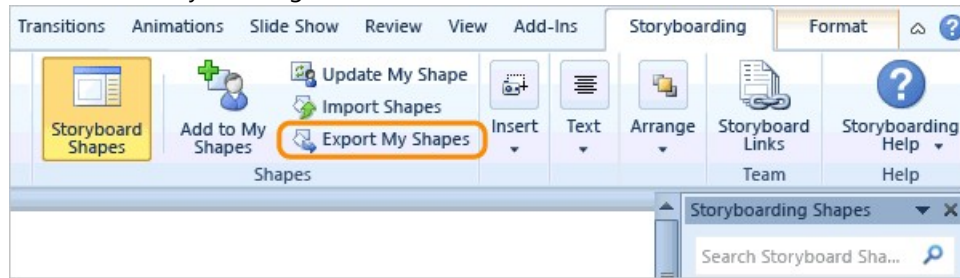 Transitions Animations Slide Show Review View Add-Ins Storyboarding Format
Storyboard
Shapes
Add to My
Shapes
Update My Shape
Import Shapes
Export My Shapes
Insert
Text
Arrange
Storyboard
Links
Storyboarding
Help
Shapes
Team
Help
Storyboarding Shapes
Search Storyboard Sha...